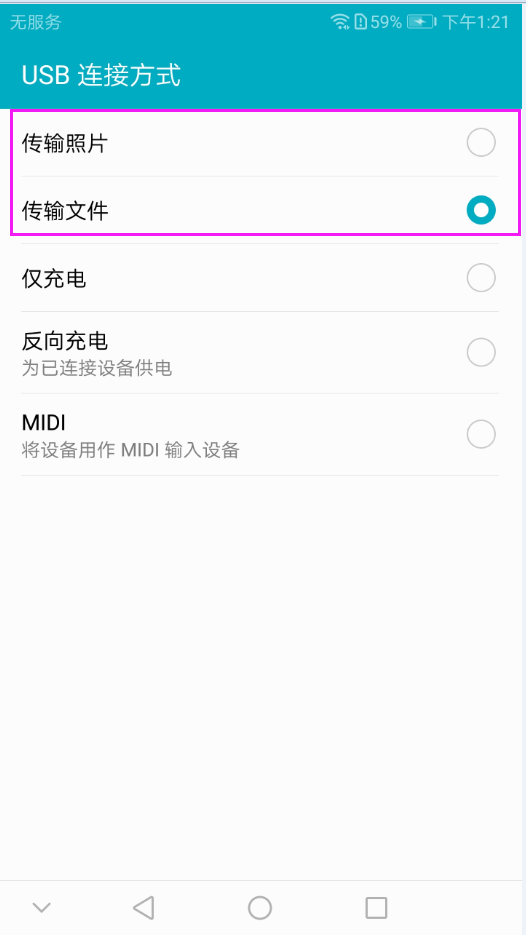 无服务 59% 下午1:21
USB 连接方式
传输照片
传输文件
仅充电
反向充电
为已连接设备供电
MIDI
将设备用作 MIDI 输入设备